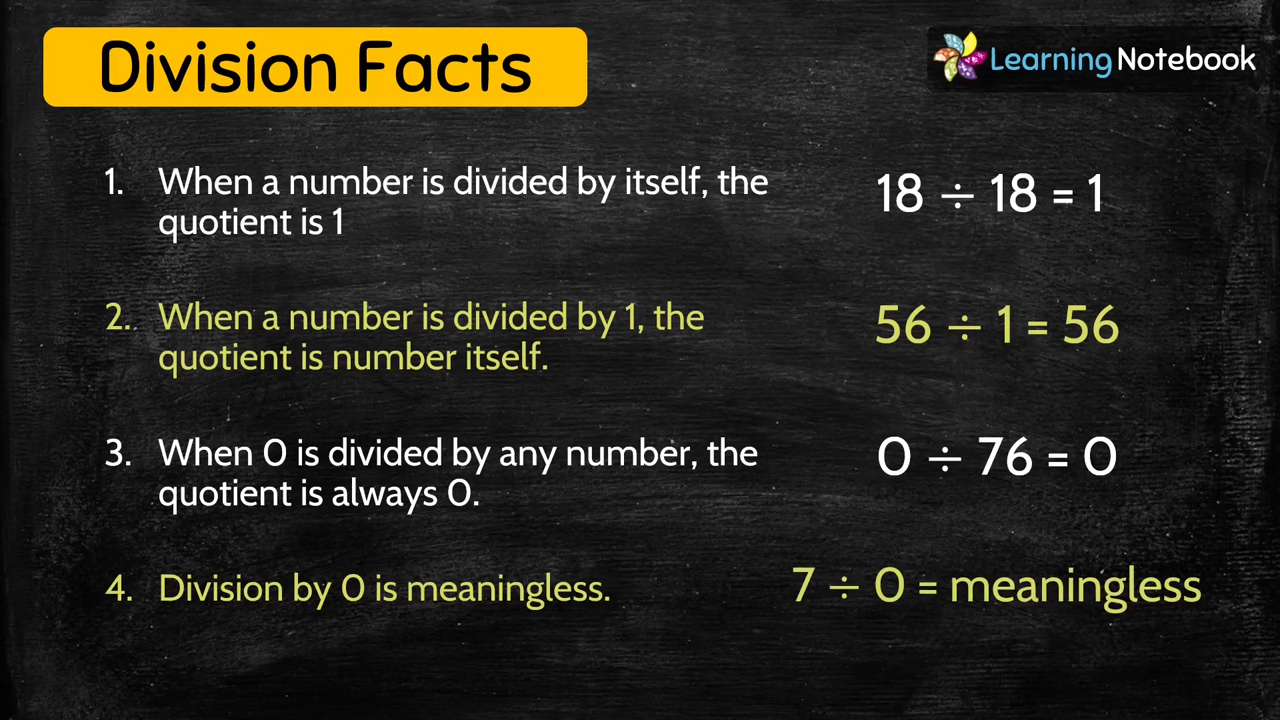 Division Facts
Learning Notebook
1. When a number is divided by itself, the
quotient is 1
18 ÷ 18 = 1
2. When a number is divided by 1, the
quotient is number itself.
56 ÷ 1 = 56
3. When 0 is divided by any number, the
quotient is always 0.
0 ÷ 76 = 0
4. Division by 0 is meaningless.
7 ÷ 0 = meaningless